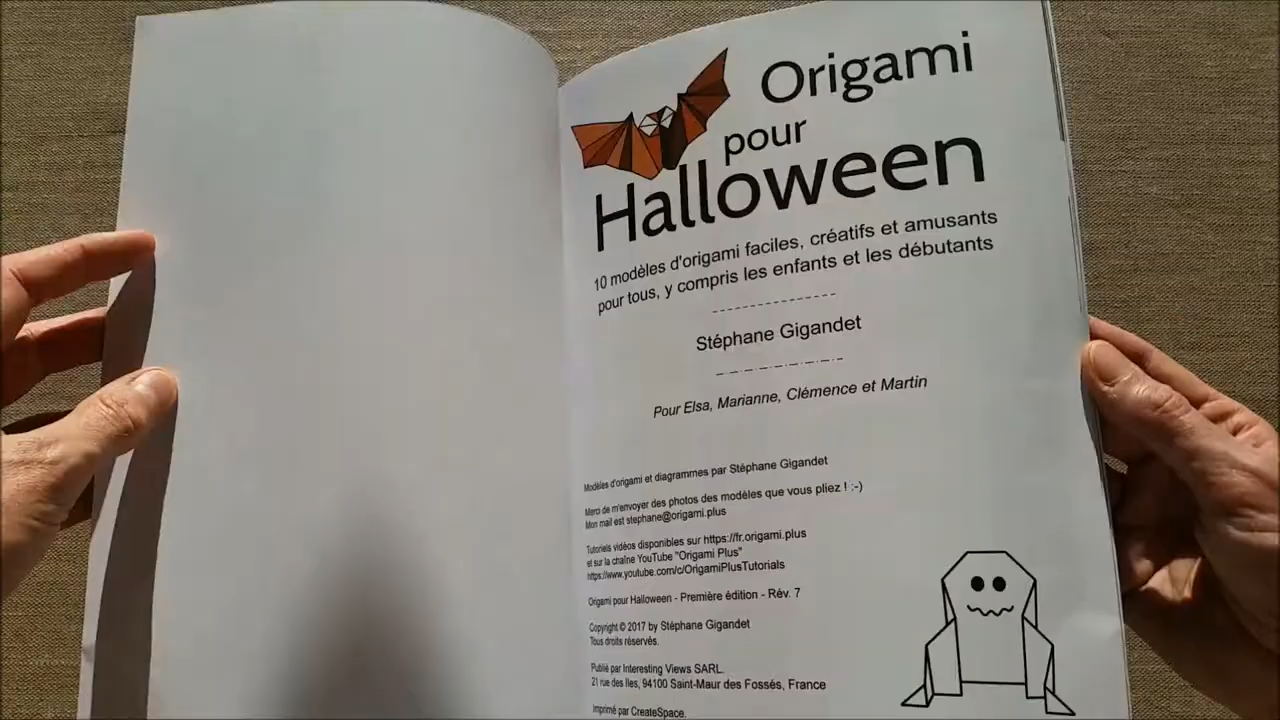 Origami
pour
Halloween
10 modèles d'origami faciles, créatifs et amusants
pour tous, y compris les enfants et les débutants
Stéphane Gigandet
Pour Elsa, Marianne, Clémence et Martin
Modèles d'origami et diagrammes par Stéphane Gigandet
Merci de m'envoyer des photos des modèles que vous pliez ! :-)
Mon mail est stephane@origami.plus
Tutoriels vidéos disponibles sur https://fr.origami.plus
et sur la chaîne YouTube "Origami Plus"
https://www.youtube.com/c/OrigamiPlusTutorials
Origami pour Halloween - Première édition - Rév. 7
Copyright © 2017 by Stéphane Gigandet
Tous droits réservés.
Publié par Interesting Views SARL.
21 rue des Iles, 94100 Saint-Maur des Fossés, France
Imprimé par CreateSpace.